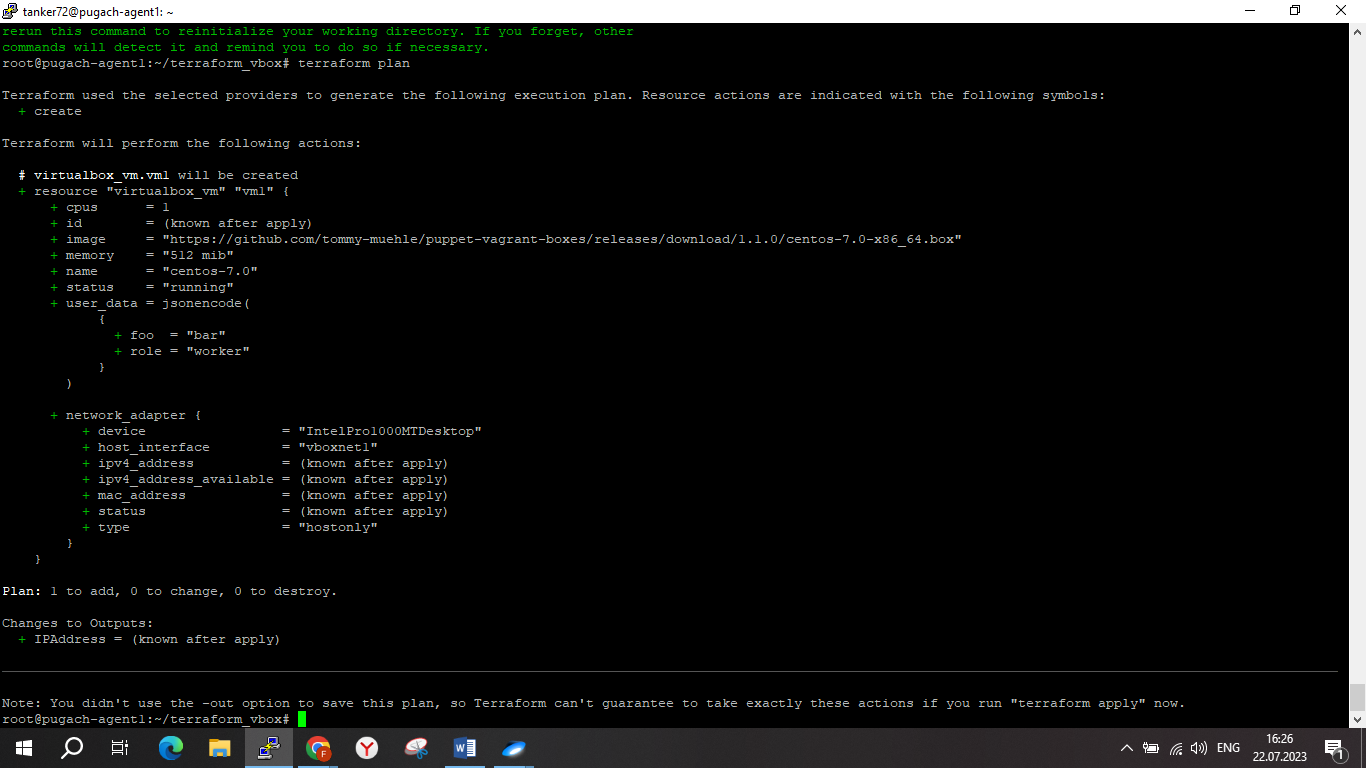 tanker72@pugach-agent1: ~
rerun this command to reinitialize your working directory. If you forget, other
commands will detect it and remind you to do so if necessary.
root@pugach-agent1:~/terraform_vbox# terraform plan
Terraform used the selected providers to generate the following execution plan. Resource actions are indicated with the following symbols:
  + create
Terraform will perform the following actions:
  # virtualbox_vm.vm1 will be created
  + resource "virtualbox_vm" "vm1" {
      + cpus      = 1
      + id        = (known after apply)
      + image     = "https://github.com/tommy-muehle/puppet-vagrant-boxes/releases/download/1.1.0/centos-7.0-x86_64.box"
      + memory    = "512 mib"
      + name      = "centos-7.0"
      + status    = "running"
      + user_data = jsonencode(
            {
              + foo  = "bar"
              + role = "worker"
            }
        )
      + network_adapter {
          + device                 = "IntelPro1000MTDesktop"
          + host_interface         = "vboxnet1"
          + ipv4_address           = (known after apply)
          + ipv4_address_available = (known after apply)
          + mac_address            = (known after apply)
          + status                 = (known after apply)
          + type                   = "hostonly"
        }
    }
Plan: 1 to add, 0 to change, 0 to destroy.
Changes to Outputs:
  + IPAddress = (known after apply)
Note: You didn't use the -out option to save this plan, so Terraform can't guarantee to take exactly these actions if you run "terraform apply" now.
root@pugach-agent1:~/terraform_vbox#
ENG
16:26
22.07.2023
1